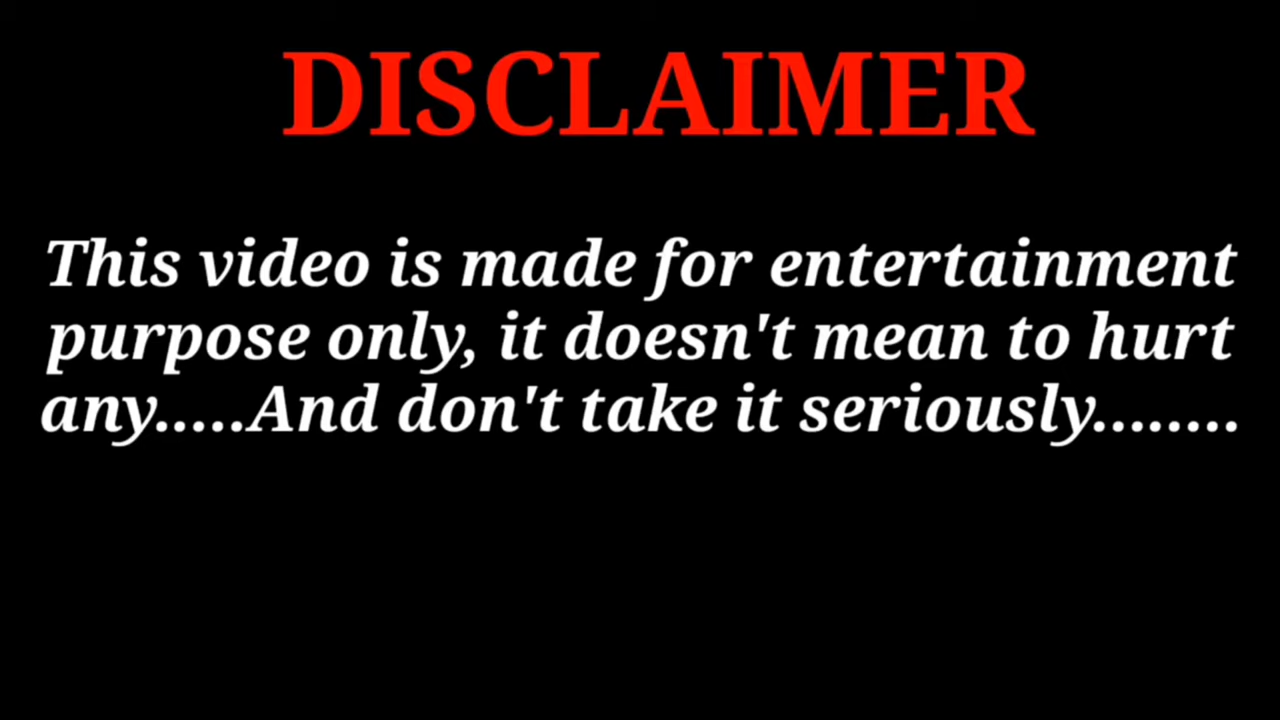 DISCLAIMER
This video is made for entertainment
purpose only, it doesn't mean to hurt
any.....And don't take it seriously........